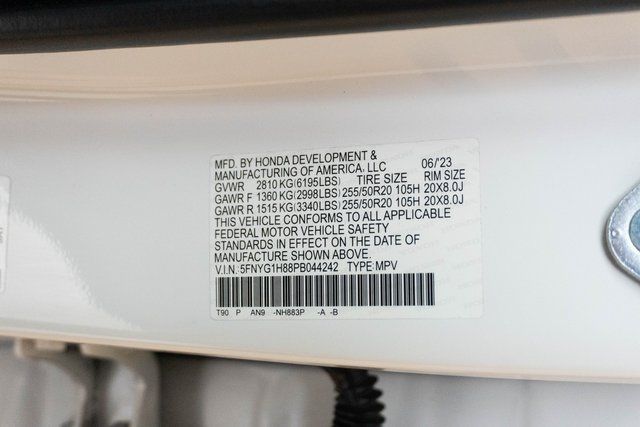 MFD. BY HONDA DEVELOPMENT &
MANUFACTURING OF AMERICA, LLC 06/'23
GVWR 2810 KG(6195LBS) TIRE SIZE RIM SIZE
GAWR F 1360 KG(2998LBS) 255/50R20 105H 20X8.0J
GAWR R 1515 KG(3340LBS) 255/50R20 105H 20X8.0J
THIS VEHICLE CONFORMS TO ALL APPLICABLE
FEDERAL MOTOR VEHICLE SAFETY
STANDARDS IN EFFECT ON THE DATE OF
MANUFACTURE SHOWN ABOVE.
V.I.N. 5FNYG1H88PB044242 TYPE:MPV
T90 P AN9 -NH883P -A -B